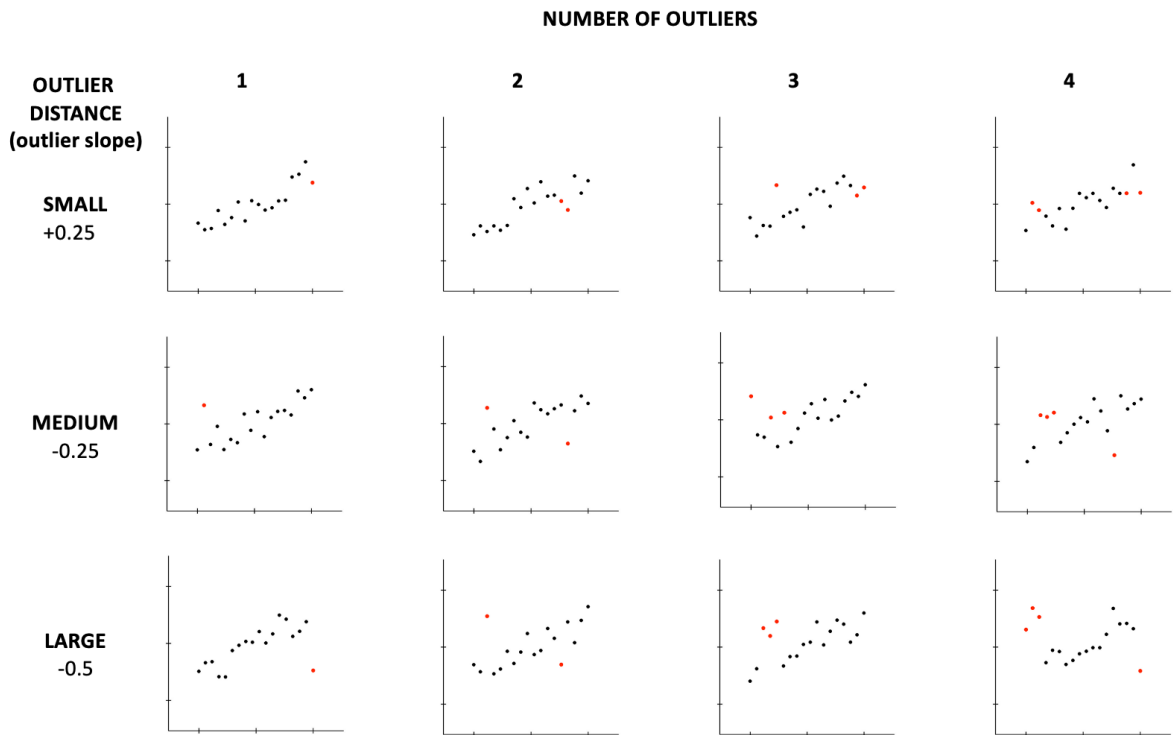 NUMBER OF OUTLIERS
OUTLIER
DISTANCE
(outlier slope)
1
2
3
4
SMALL
+0.25
MEDIUM
-0.25
LARGE
-0.5